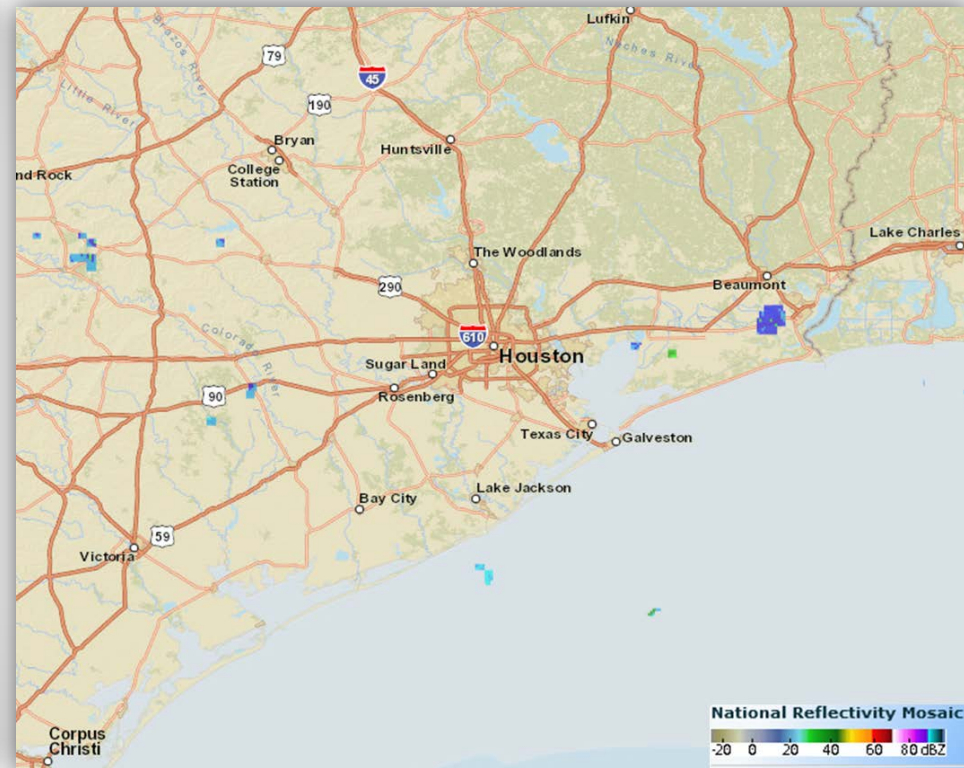 Lufkin
Neches River
Brazos River
79
45
Little River
190
Bryan
Huntsville
College
Station
nd Rock
Lake Charles
The Woodlands
Beaumont
290
Colorado River
610
Houston
Sugar Land
90
Rosenberg
Texas City
Galveston
Lake Jackson
Bay City
59
Victoria
National Reflectivity Mosaic
-20 0 20 40 60 80 dBZ
Corpus
Christi